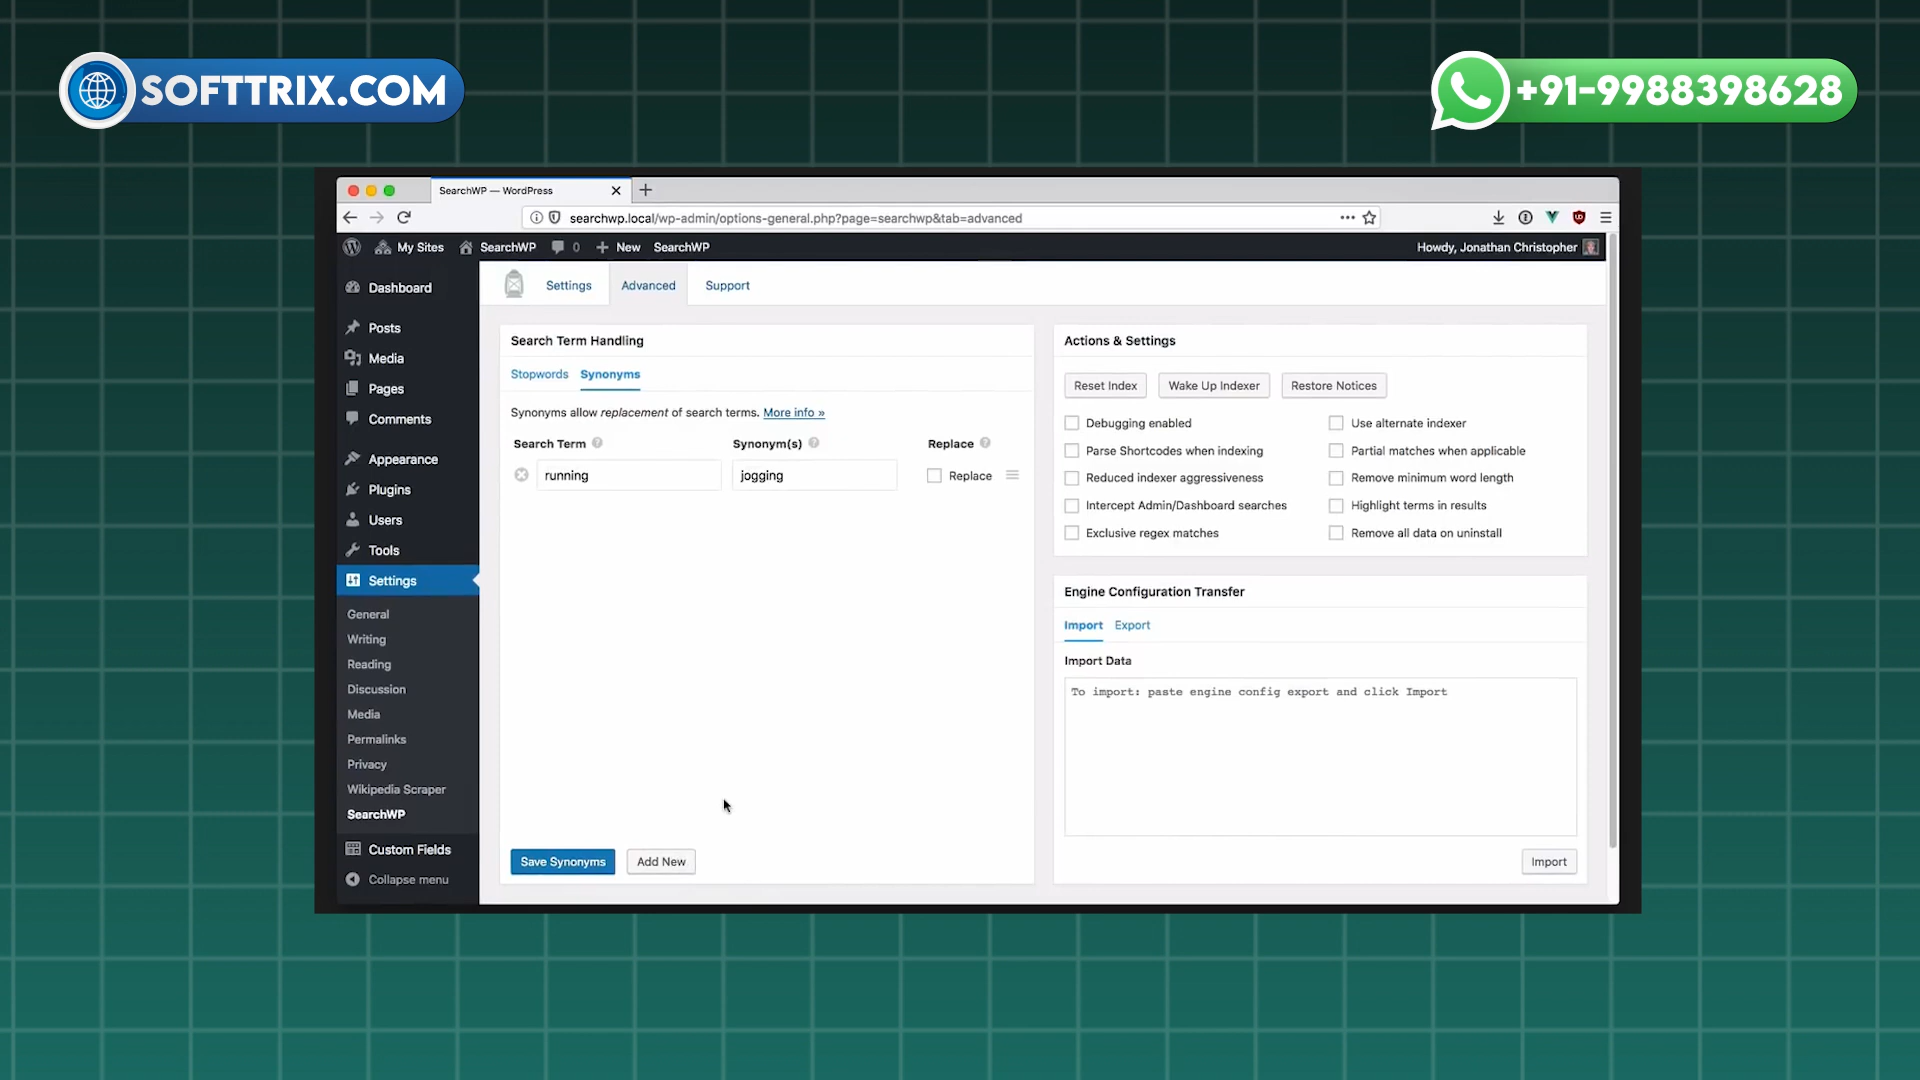 SOFTTRIX.COM
+91-9988398628
SearchWP — WordPress
searchwp.local/wp-admin/options-general.php?page=searchwp&tab=advanced
My Sites SearchWP 0 New SearchWP
Howdy, Jonathan Christopher
Dashboard
Posts
Media
Pages
Comments
Appearance
Plugins
Users
Tools
Settings
General
Writing
Reading
Discussion
Media
Permalinks
Privacy
Wikipedia Scraper
SearchWP
Custom Fields
Collapse menu
Settings Advanced Support
Search Term Handling
Stopwords Synonyms
Synonyms allow replacement of search terms. More info »
Search Term Synonym(s) Replace
running jogging Replace
Save Synonyms Add New
Actions & Settings
Reset Index Wake Up Indexer Restore Notices
Debugging enabled Use alternate indexer
Parse Shortcodes when indexing Partial matches when applicable
Reduced indexer aggressiveness Remove minimum word length
Intercept Admin/Dashboard searches Highlight terms in results
Exclusive regex matches Remove all data on uninstall
Engine Configuration Transfer
Import Export
Import Data
To import: paste engine config export and click Import
Import